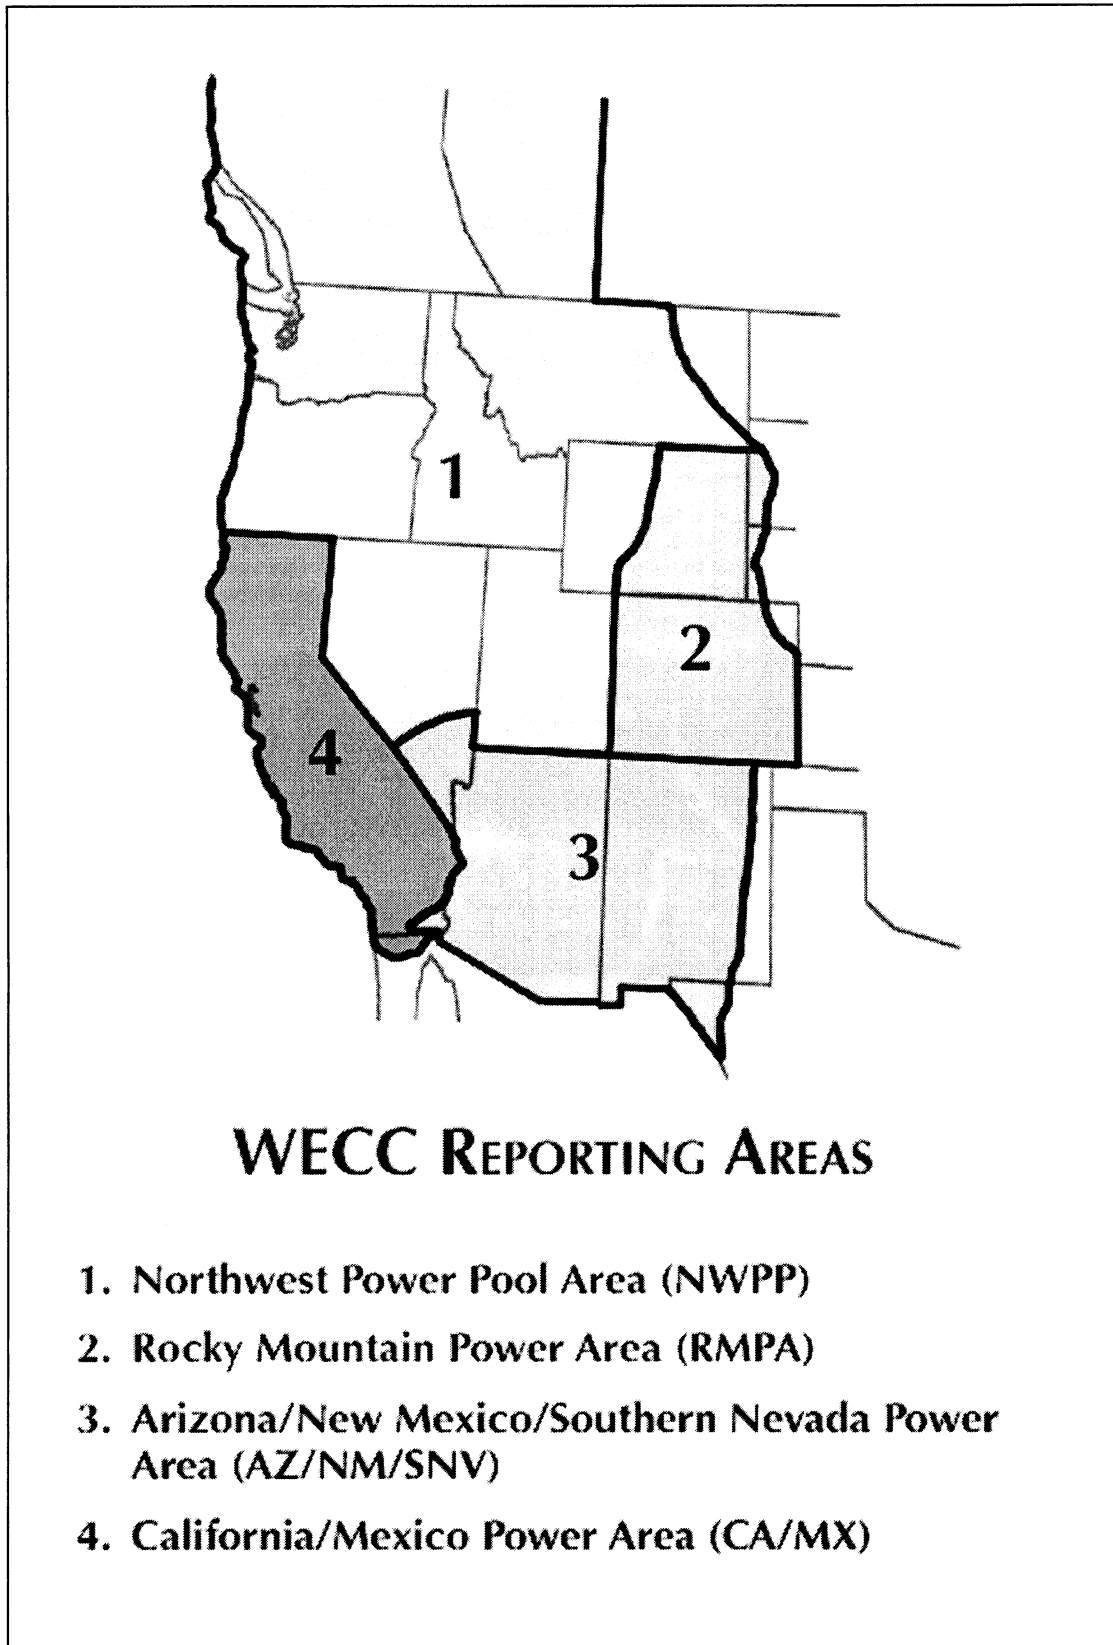 1
2
4
3
WECC REPORTING AREAS
1. Northwest Power Pool Area (NWPP)
2. Rocky Mountain Power Area (RMPA)
3. Arizona/New Mexico/Southern Nevada Power
Area (AZ/NM/SNV)
4. California/Mexico Power Area (CA/MX)